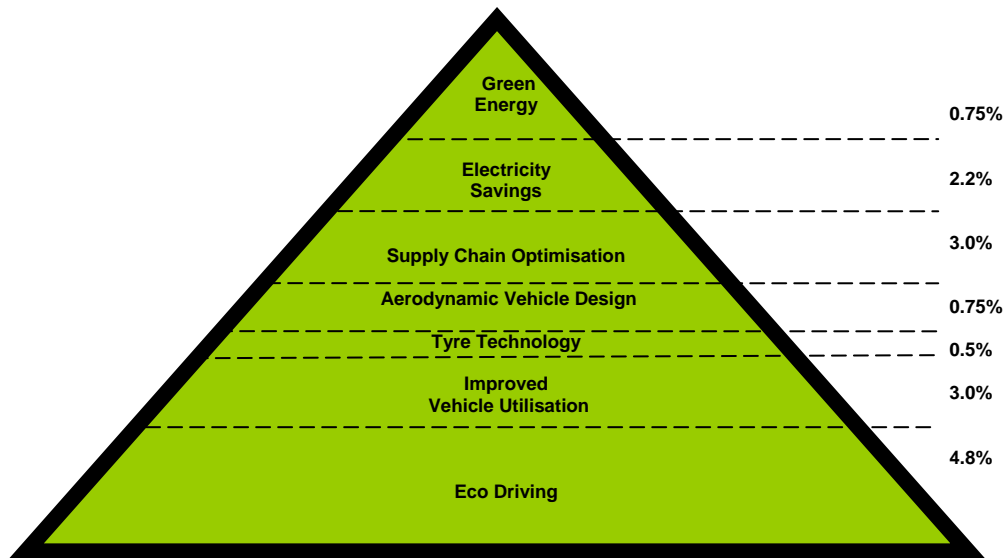 Green
Energy
0.75%
Electricity
Savings
2.2%
Supply Chain Optimisation
3.0%
Aerodynamic Vehicle Design
0.75%
Tyre Technology
0.5%
Improved
Vehicle Utilisation
3.0%
Eco Driving
4.8%